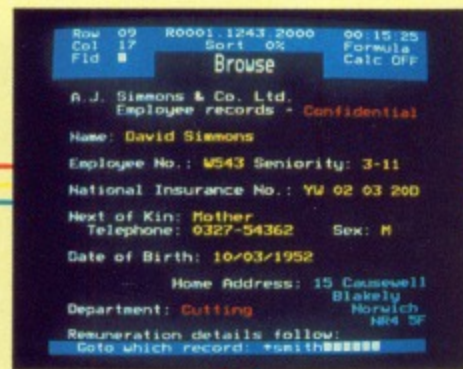 Row 09 R0001.1243.2000 00:15:25
Col 17 Sort 0% Formula
Fld Browse Calc OFF
A.J. Simmons & Co. Ltd.
Employee records - Confidential
Name: David Simmons
Employee No.: W543 Seniority: 3-11
National Insurance No.: YW 02 03 20D
Next of Kin: Mother
Telephone: 0327-54362 Sex: M
Date of Birth: 10/03/1952
Home Address: 15 Causewell
Blakely
Department: Cutting Norwich
NR4 5F
Remuneration details follow:
Goto which record: *smith